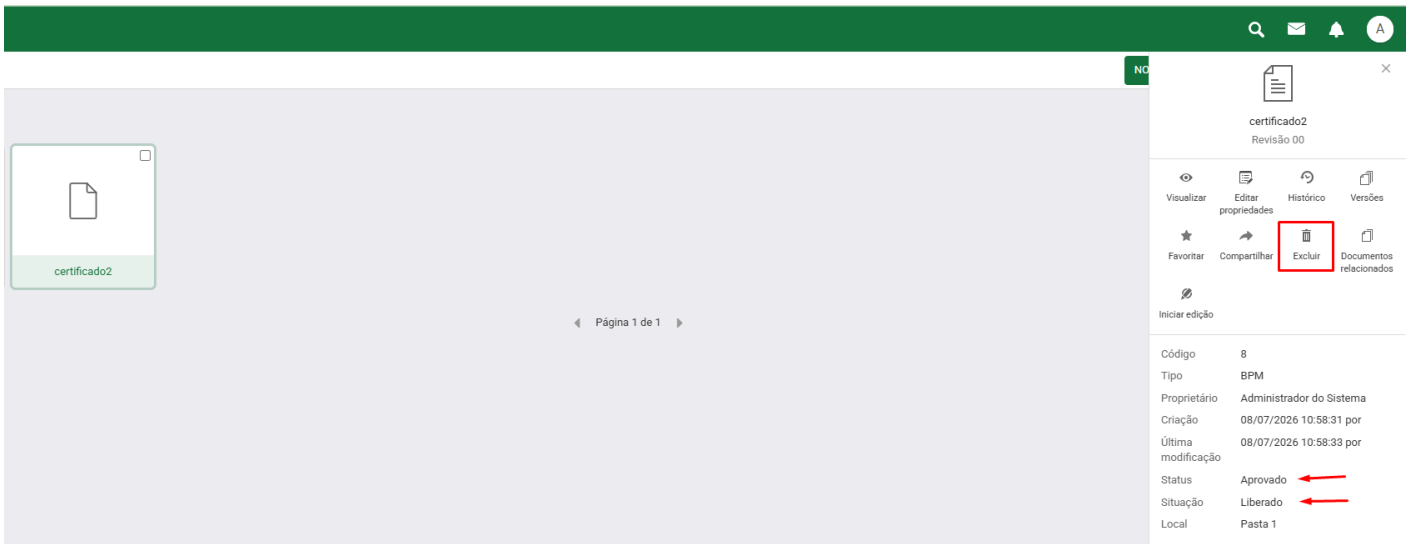 A
NO
certificado2
Revisão 00
Visualizar
Editar propriedades
Histórico
Versões
Favoritar
Compartilhar
Excluir
Documentos relacionados
Iniciar edição
certificado2
Página 1 de 1
Código 8
Tipo BPM
Proprietário Administrador do Sistema
Criação 08/07/2026 10:58:31 por
Última modificação 08/07/2026 10:58:33 por
Status Aprovado
Situação Liberado
Local Pasta 1